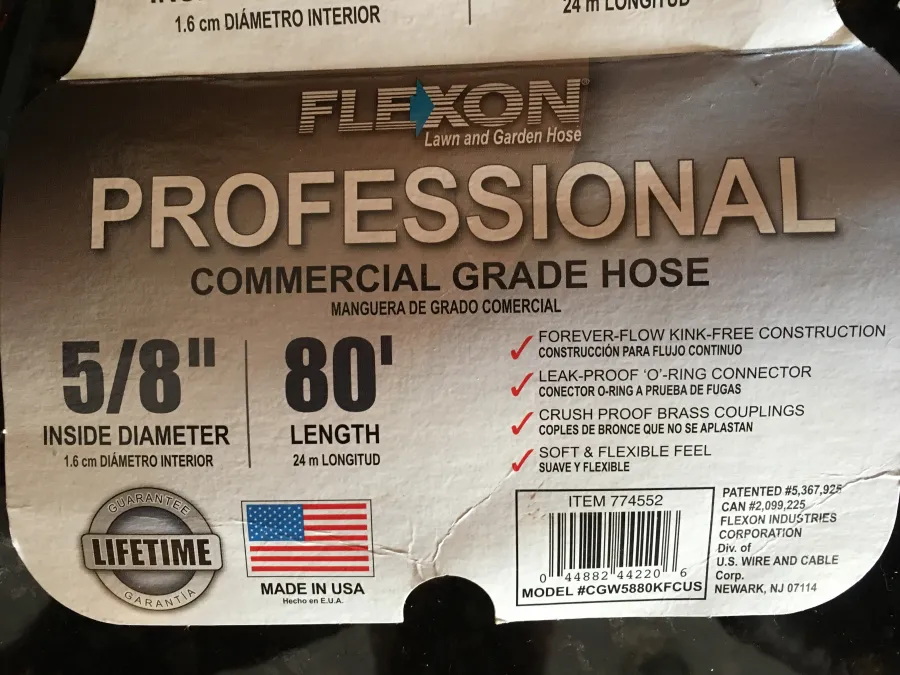 1.6 cm DIÁMETRO INTERIOR
24 m LONGITUD
FLEXON®
Lawn and Garden Hose
PROFESSIONAL
COMMERCIAL GRADE HOSE
MANGUERA DE GRADO COMERCIAL
5/8"
INSIDE DIAMETER
1.6 cm DIÁMETRO INTERIOR
80'
LENGTH
24 m LONGITUD
FOREVER-FLOW KINK-FREE CONSTRUCTION
CONSTRUCCIÓN PARA FLUJO CONTINUO
LEAK-PROOF 'O'-RING CONNECTOR
CONECTOR O-RING A PRUEBA DE FUGAS
CRUSH PROOF BRASS COUPLINGS
COPLES DE BRONCE QUE NO SE APLASTAN
SOFT & FLEXIBLE FEEL
SUAVE Y FLEXIBLE
GUARANTEE
LIFETIME
GARANTÍA
MADE IN USA
Hecho en E.U.A.
ITEM 774552
0 44882 44220 6
MODEL #CGW5880KFCUS
PATENTED #5,367,925
CAN #2,099,225
FLEXON INDUSTRIES
CORPORATION
Div. of
U.S. WIRE AND CABLE
Corp.
NEWARK, NJ 07114